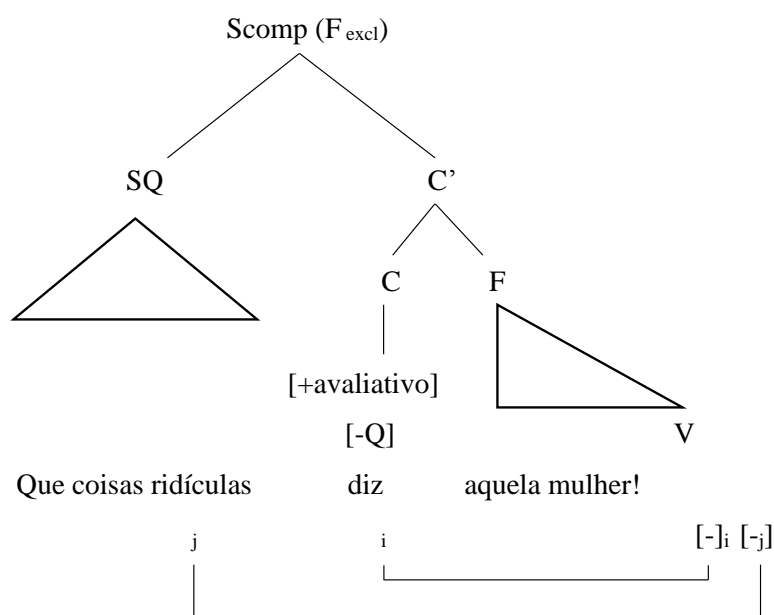 Scomp (F excl)
SQ C’
C F
[+avaliativo]
[-Q] V
Que coisas ridículas diz aquela mulher!
j i [-]i [-j]